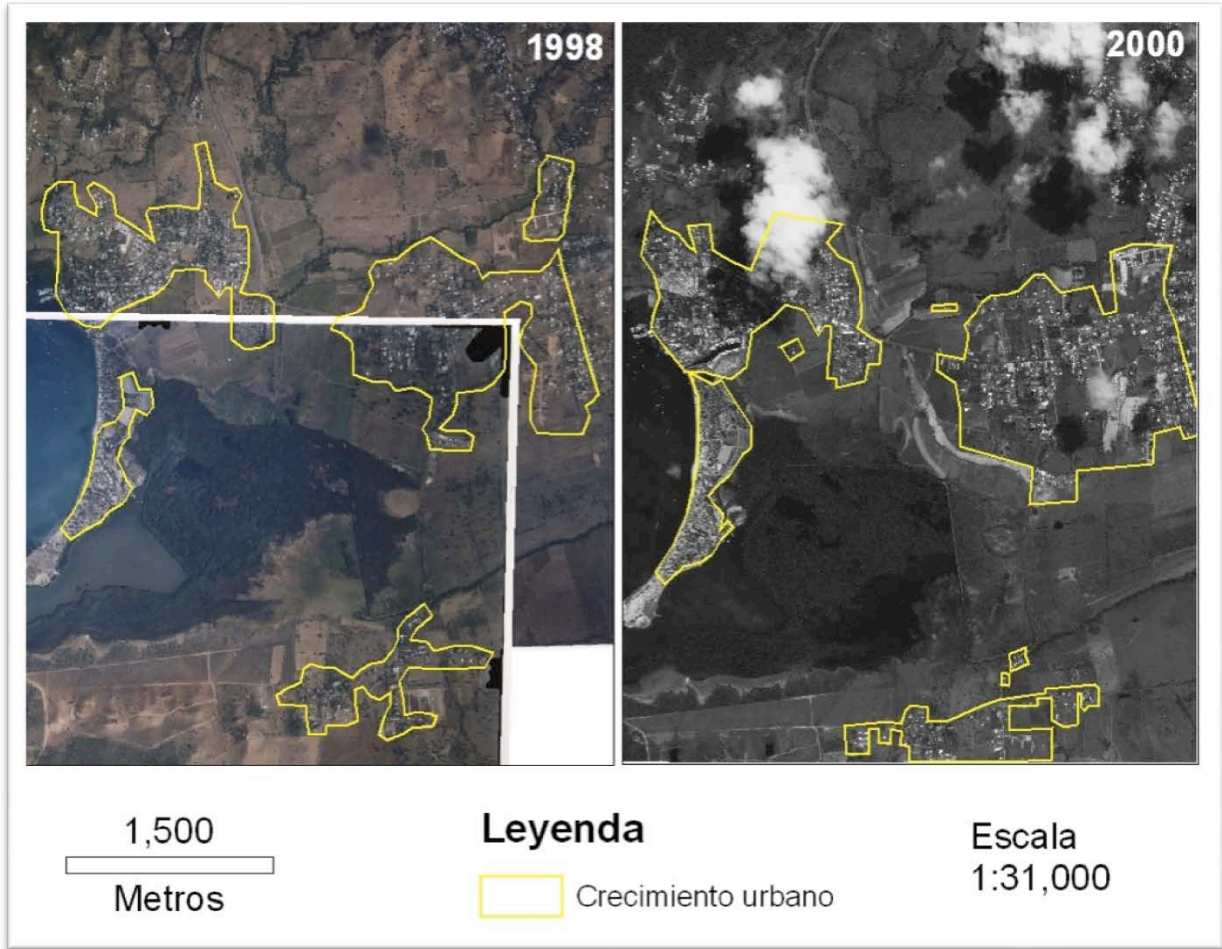 1998
2000
1,500
Metros
Leyenda
Crecimiento urbano
Escala
1:31,000